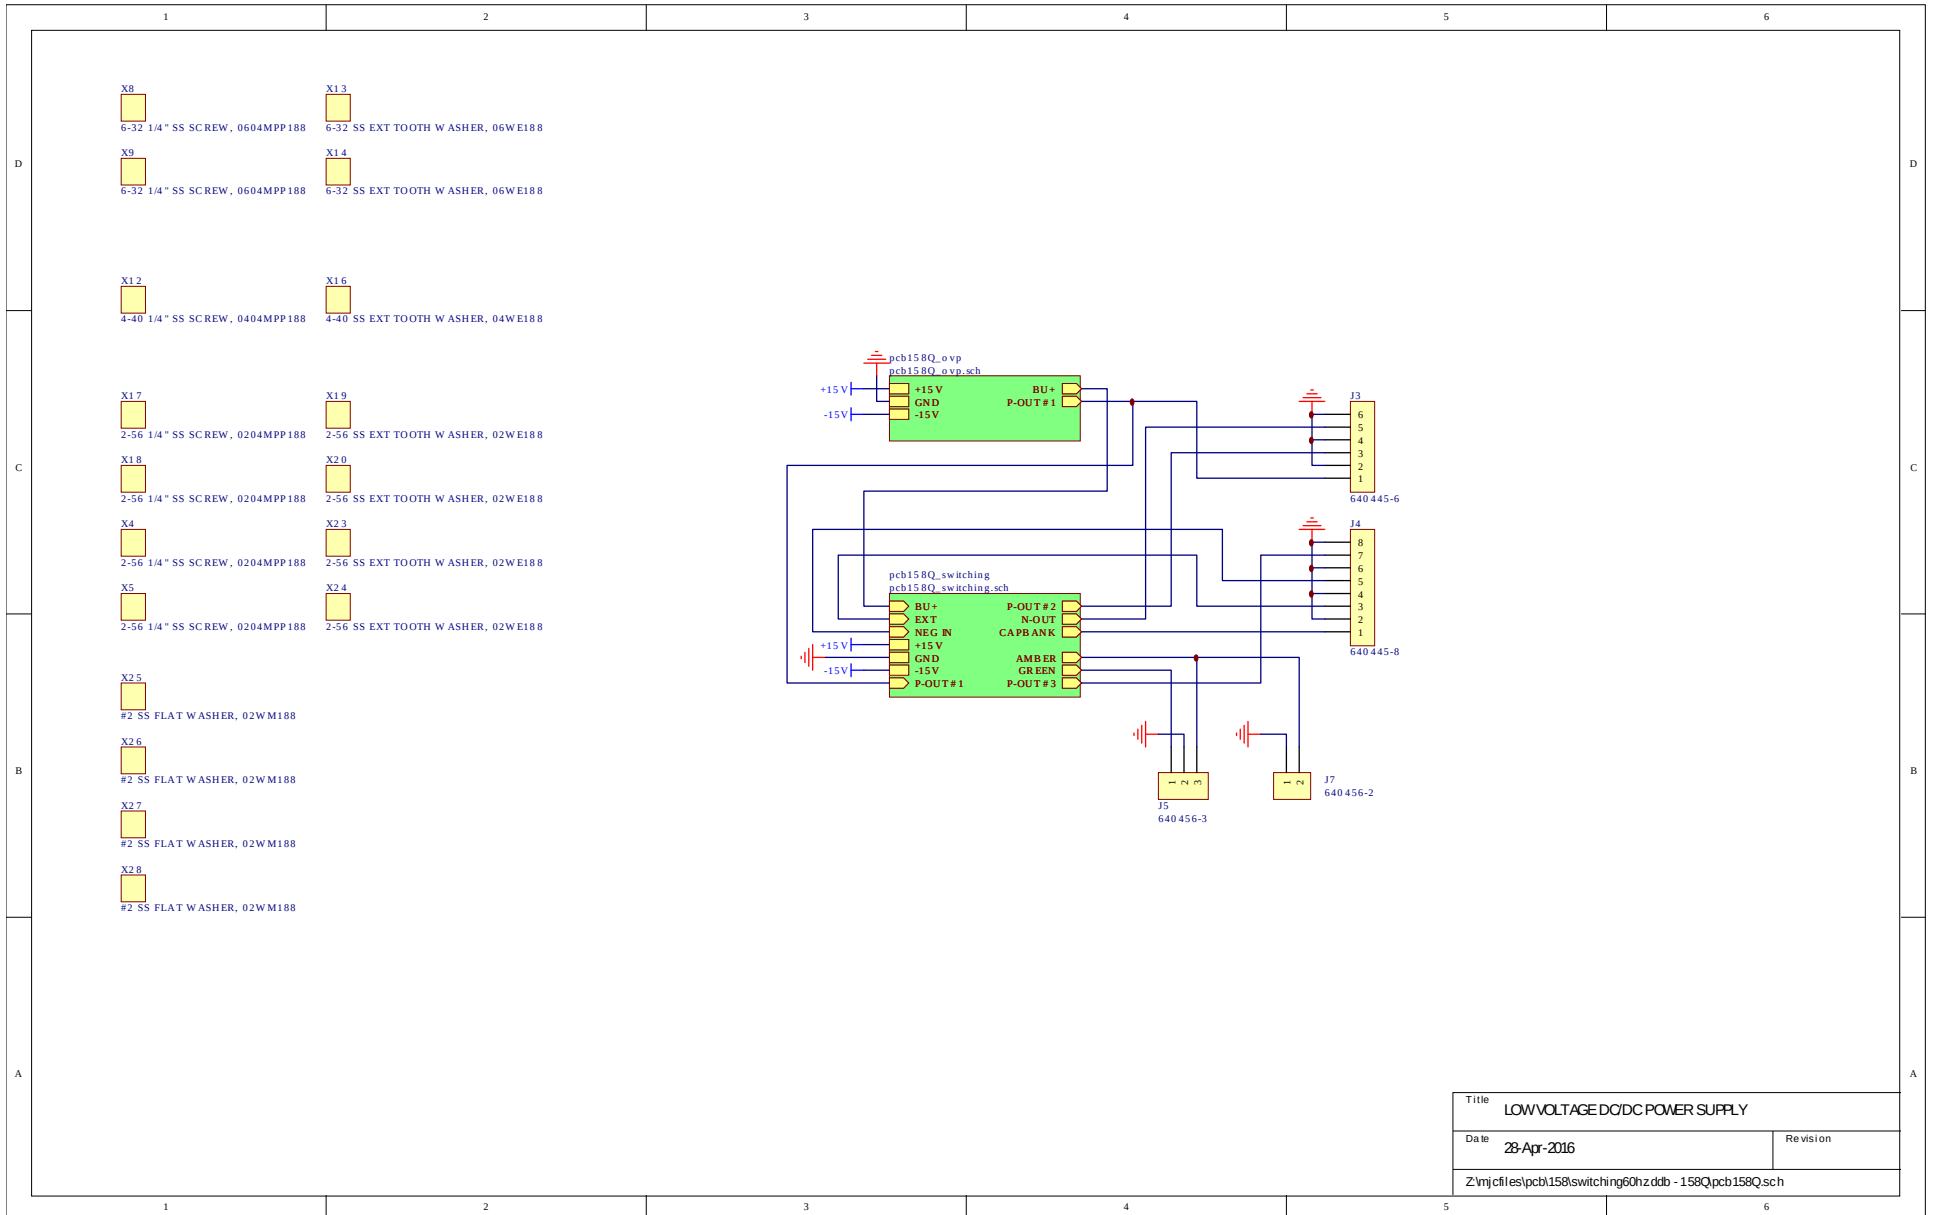 1 2 3 4 5 6
X8
6-32 1/4" SS SCREW, 0604MPP188
X13
6-32 SS EXT TOOTH WASHER, 06WE188
X9
6-32 1/4" SS SCREW, 0604MPP188
X14
6-32 SS EXT TOOTH WASHER, 06WE188
D D
X12
4-40 1/4" SS SCREW, 0404MPP188
X16
4-40 SS EXT TOOTH WASHER, 04WE188
X17
2-56 1/4" SS SCREW, 0204MPP188
X19
2-56 SS EXT TOOTH WASHER, 02WE188
X18
2-56 1/4" SS SCREW, 0204MPP188
X20
2-56 SS EXT TOOTH WASHER, 02WE188
C C
X4
2-56 1/4" SS SCREW, 0204MPP188
X23
2-56 SS EXT TOOTH WASHER, 02WE188
X5
2-56 1/4" SS SCREW, 0204MPP188
X24
2-56 SS EXT TOOTH WASHER, 02WE188
X25
#2 SS FLAT WASHER, 02WM188
X26
#2 SS FLAT WASHER, 02WM188
B B
X27
#2 SS FLAT WASHER, 02WM188
X28
#2 SS FLAT WASHER, 02WM188
pcb158Q_ovp
pcb158Q_ovp.sch
+15V
-15V
+15V
GND
-15V
BU+
P-OUT#1
J3
6
5
4
3
2
1
640445-6
J4
8
7
6
5
4
3
2
1
640445-8
pcb158Q_switching
pcb158Q_switching.sch
+15V
-15V
BU+
EXT
NEG IN
+15V
GND
-15V
P-OUT#1
P-OUT#2
N-OUT
CAPBANK
AMBER
GREEN
P-OUT#3
1 2 3
J5
640456-3
1 2
J7
640456-2
A A
Title
LOW VOLTAGE DC/DC POWER SUPPLY
Date
28-Apr-2016
Revision
Z:\mjcfiles\pcb\158\switching60hz.ddb - 158Q\pcb158Q.sch
1 2 3 4 5 6